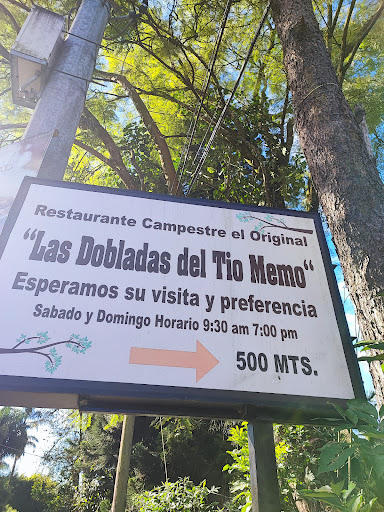 Restaurante Campestre el Original
"Las Dobladas del Tio Memo"
Esperamos su visita y preferencia
Sabado y Domingo Horario 9:30 am 7:00 pm
500 MTS.